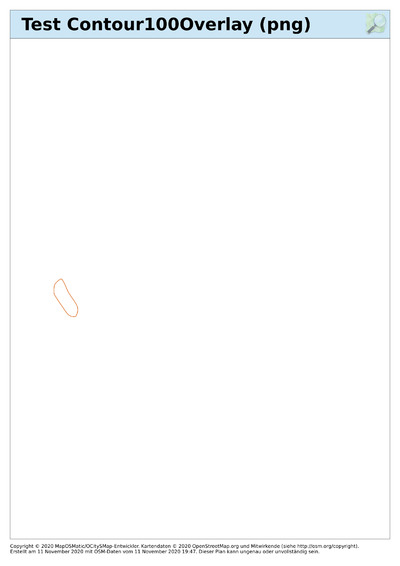 Test Contour100Overlay (png)
Copyright © 2020 MapOSMatic/OCitySMap-Entwickler. Kartendaten © 2020 OpenStreetMap.org und Mitwirkende (siehe http://osm.org/copyright).
Erstellt am 11 November 2020 mit OSM-Daten vom 11 November 2020 19:47. Dieser Plan kann ungenau oder unvollständig sein.